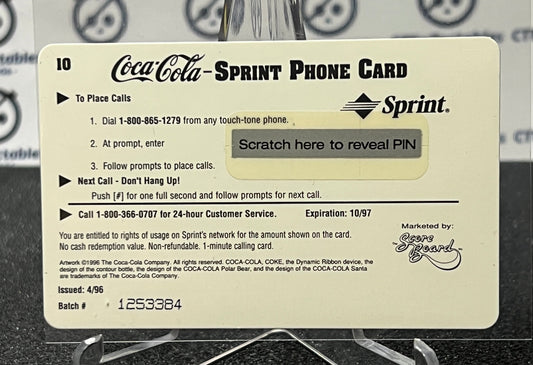 10
Coca-Cola - SPRINT PHONE CARD
▶ To Place Calls
Sprint®
1. Dial 1-800-865-1279 from any touch-tone phone.
2. At prompt, enter
Scratch here to reveal PIN
3. Follow prompts to place calls.
▶ Next Call - Don't Hang Up!
Push [#] for one full second and follow prompts for next call.
▶ Call 1-800-366-0707 for 24-hour Customer Service. Expiration: 10/97
You are entitled to rights of usage on Sprint's network for the amount shown on the card.
No cash redemption value. Non-refundable. 1-minute calling card.
Marketed by:
Score Board
Artwork ©1996 The Coca-Cola Company. All rights reserved. COCA-COLA, COKE, the Dynamic Ribbon device, the
design of the contour bottle, the design of the COCA-COLA Polar Bear, and the design of the COCA-COLA Santa
are trademarks of The Coca-Cola Company.
Issued: 4/96
Batch # 1253384